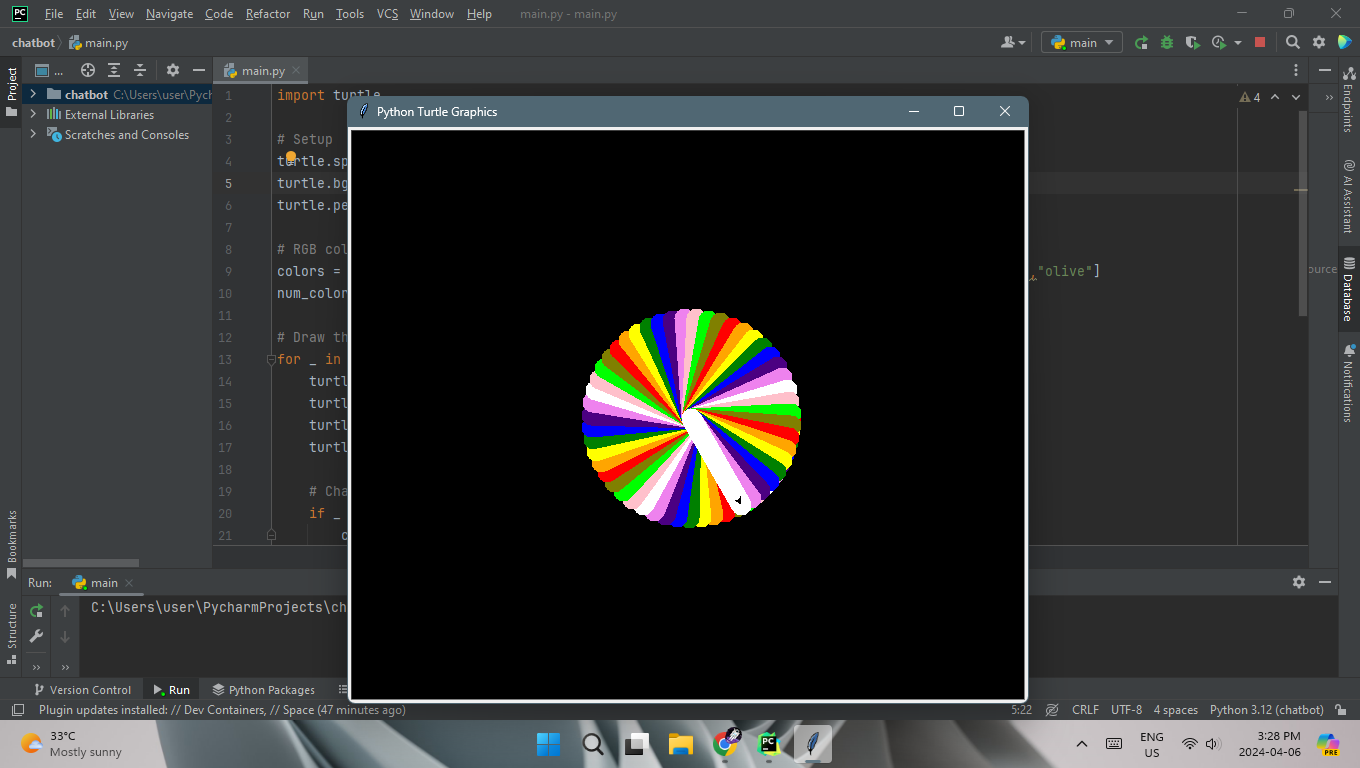 PC File Edit View Navigate Code Refactor Run Tools VCS Window Help main.py - main.py
chatbot main.py main
... main.py
Project
chatbot C:\Users\user\Pych
External Libraries
Scratches and Consoles
Python Turtle Graphics
1 import turtle
2
3 # Setup
4 turtle.sp
5 turtle.bg
6 turtle.pe
7
8 # RGB col
9 colors = "olive"]
10 num_color
11
12 # Draw th
13 for _ in
14 turtl
15 turtl
16 turtl
17 turtl
18
19 # Cha
20 if _
21 c
4
Endpoints
AI Assistant
ource
Database
Notifications
Bookmarks
Structure
Run: main
C:\Users\user\PycharmProjects\ch
Version Control Run Python Packages
Plugin updates installed: // Dev Containers, // Space (47 minutes ago) 5:22 CRLF UTF-8 4 spaces Python 3.12 (chatbot)
33°C
Mostly sunny
PC
ENG
US
3:28 PM
2024-04-06
PRE